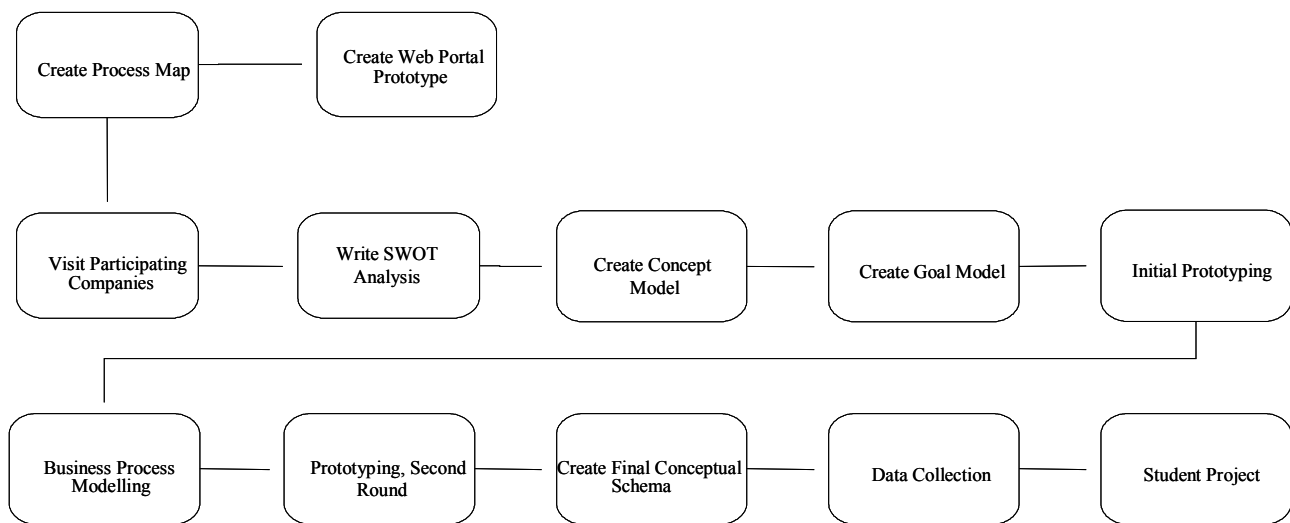 Create Process Map
Create Web Portal
Prototype
Visit Participating
Companies
Write SWOT
Analysis
Create Concept
Model
Create Goal Model
Initial Prototyping
Business Process
Modelling
Prototyping, Second
Round
Create Final Conceptual
Schema
Data Collection
Student Project